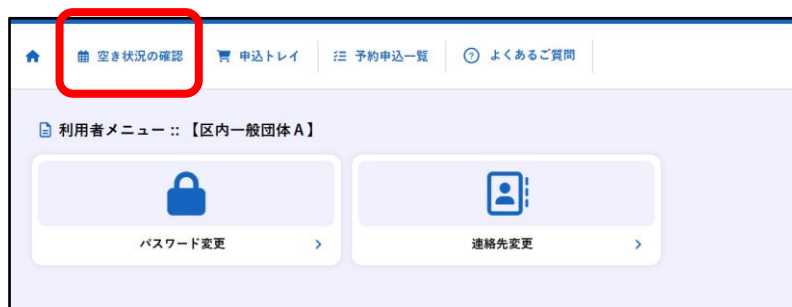 空き状況の確認 申込トレイ 予約申込一覧 ? よくあるご質問
利用者メニュー :: 【区内一般団体A】
パスワード変更 > 連絡先変更 >